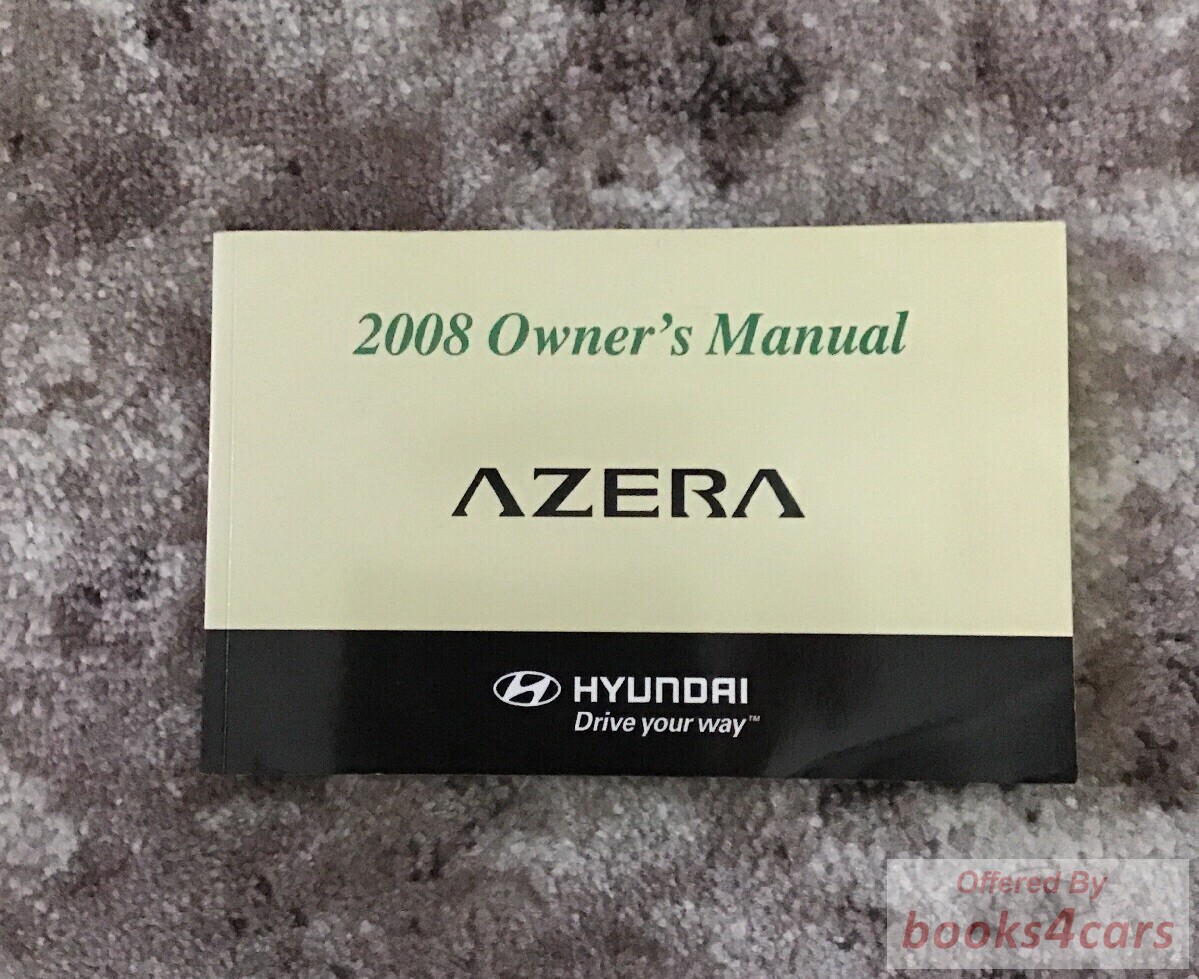 2008 Owner's Manual
AZERA
HYUNDAI
Drive your way™
Offered By
books4cars